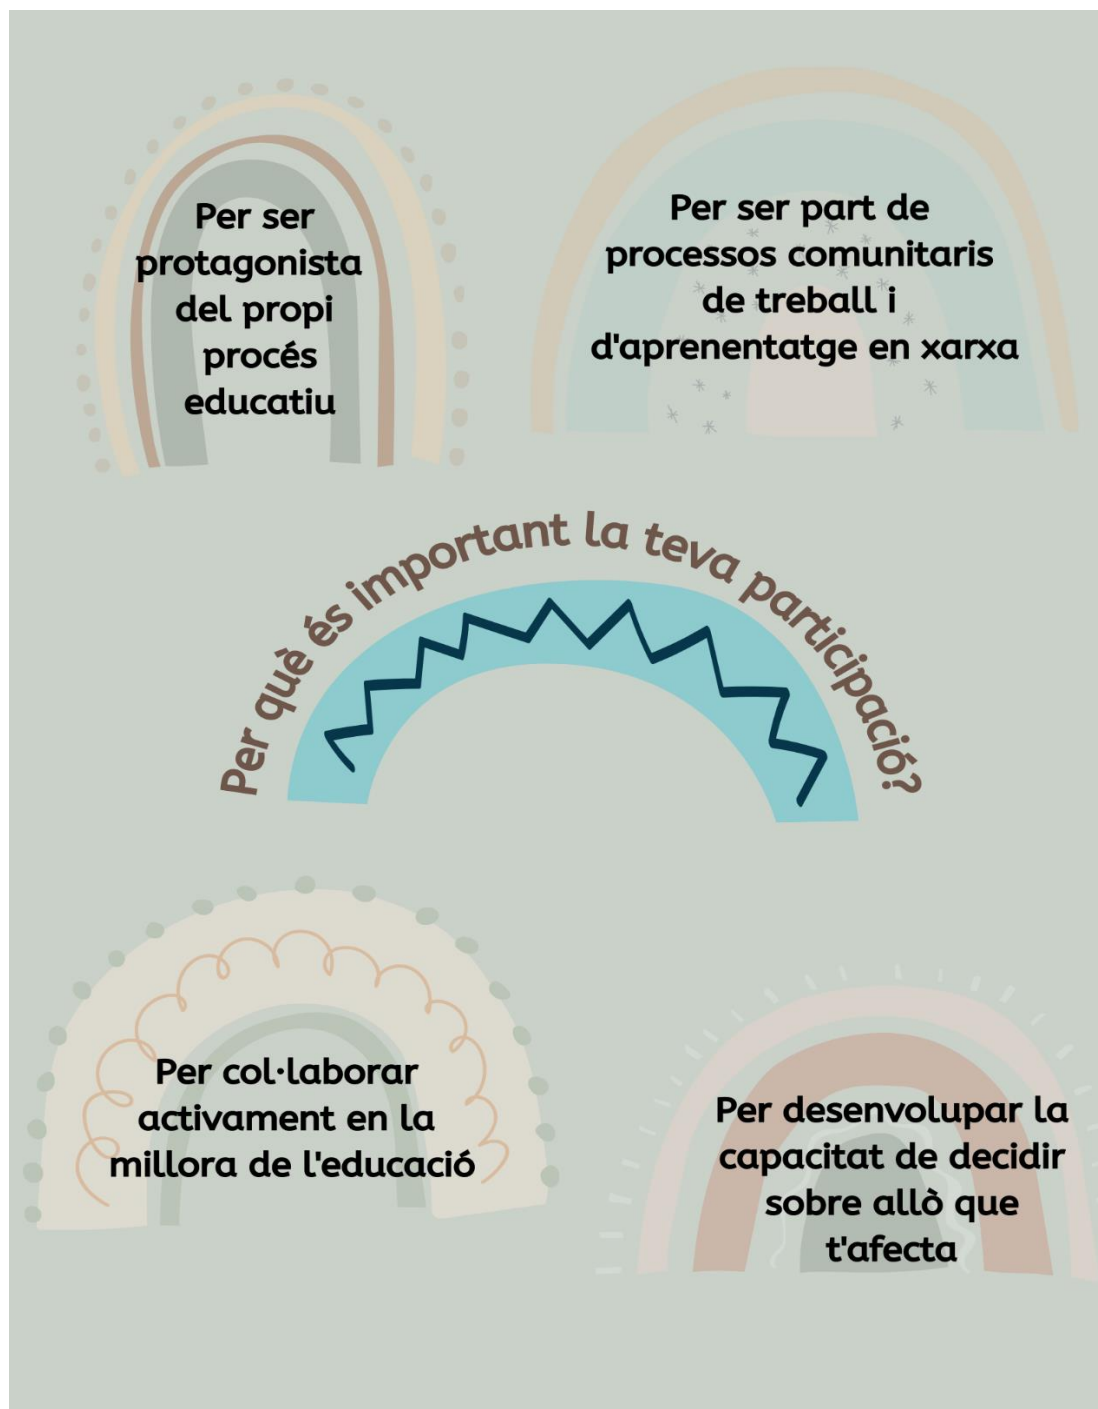 Per ser
protagonista
del propi
procés
educatiu
Per ser part de
processos comunitaris
de treball i
d'aprenentatge en xarxa
Per què és important la teva participació?
Per col·laborar
activament en la
millora de l'educació
Per desenvolupar la
capacitat de decidir
sobre allò que
t'afecta